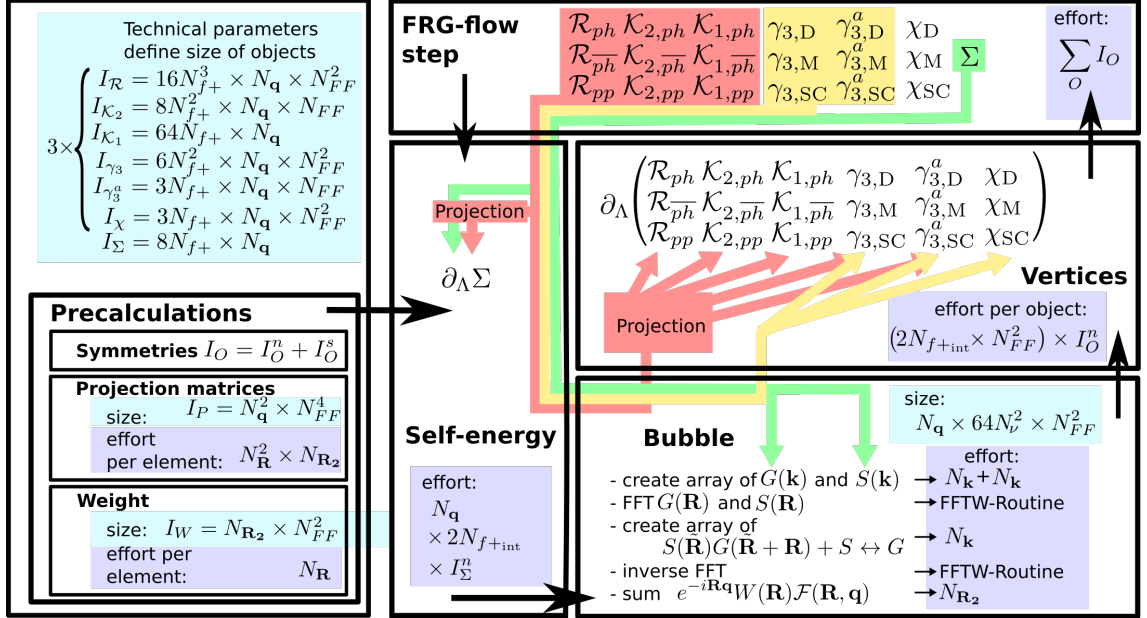 Technical parameters
define size of objects
3× { I_ℛ = 16N_{f+}^3 × N_𝐪 × N_{FF}^2
I_{𝒦_2} = 8N_{f+}^2 × N_𝐪 × N_{FF}
I_{𝒦_1} = 64N_{f+} × N_𝐪
I_{γ_3} = 6N_{f+}^2 × N_𝐪 × N_{FF}^2
I_{γ_3^a} = 3N_{f+} × N_𝐪 × N_{FF}
I_χ = 3N_{f+} × N_𝐪 × N_{FF}^2
I_Σ = 8N_{f+} × N_𝐪
Precalculations
Symmetries I_O = I_O^n + I_O^s
Projection matrices
size: I_P = N_𝐪^2 × N_{FF}^4
effort
per element: N_𝐑^2 × N_{𝐑_2}
Weight
size: I_W = N_{𝐑_2} × N_{FF}^2
effort per
element: N_𝐑
FRG-flow
step
ℛ_{ph} 𝒦_{2,ph} 𝒦_{1,ph} γ_{3,D} γ_{3,D}^a χ_D
ℛ_{\overline{ph}} 𝒦_{2,\overline{ph}} 𝒦_{1,\overline{ph}} γ_{3,M} γ_{3,M}^a χ_M Σ
ℛ_{pp} 𝒦_{2,pp} 𝒦_{1,pp} γ_{3,SC} γ_{3,SC}^a χ_{SC}
effort:
∑_O I_O
Projection
∂_Λ Σ
Self-energy
effort:
N_𝐪
× 2N_{f+_{int}}
× I_Σ^n
∂_Λ ( ℛ_{ph} 𝒦_{2,ph} 𝒦_{1,ph} γ_{3,D} γ_{3,D}^a χ_D
ℛ_{\overline{ph}} 𝒦_{2,\overline{ph}} 𝒦_{1,\overline{ph}} γ_{3,M} γ_{3,M}^a χ_M
ℛ_{pp} 𝒦_{2,pp} 𝒦_{1,pp} γ_{3,SC} γ_{3,SC}^a χ_{SC} )
Vertices
Projection
effort per object:
(2N_{f+_{int}} × N_{FF}^2) × I_O^n
Bubble
size:
N_𝐪 × 64N_ν^2 × N_{FF}^2
effort:
- create array of G(𝐤) and S(𝐤) → N_𝐤 + N_𝐤
- FFT G(𝐑) and S(𝐑) → FFTW-Routine
- create array of
S(\tilde{𝐑})G(\tilde{𝐑} + 𝐑) + S ↔ G → N_𝐤
- inverse FFT → FFTW-Routine
- sum e^{-i𝐑𝐪}W(𝐑)ℱ(𝐑, 𝐪) → N_{𝐑_2}